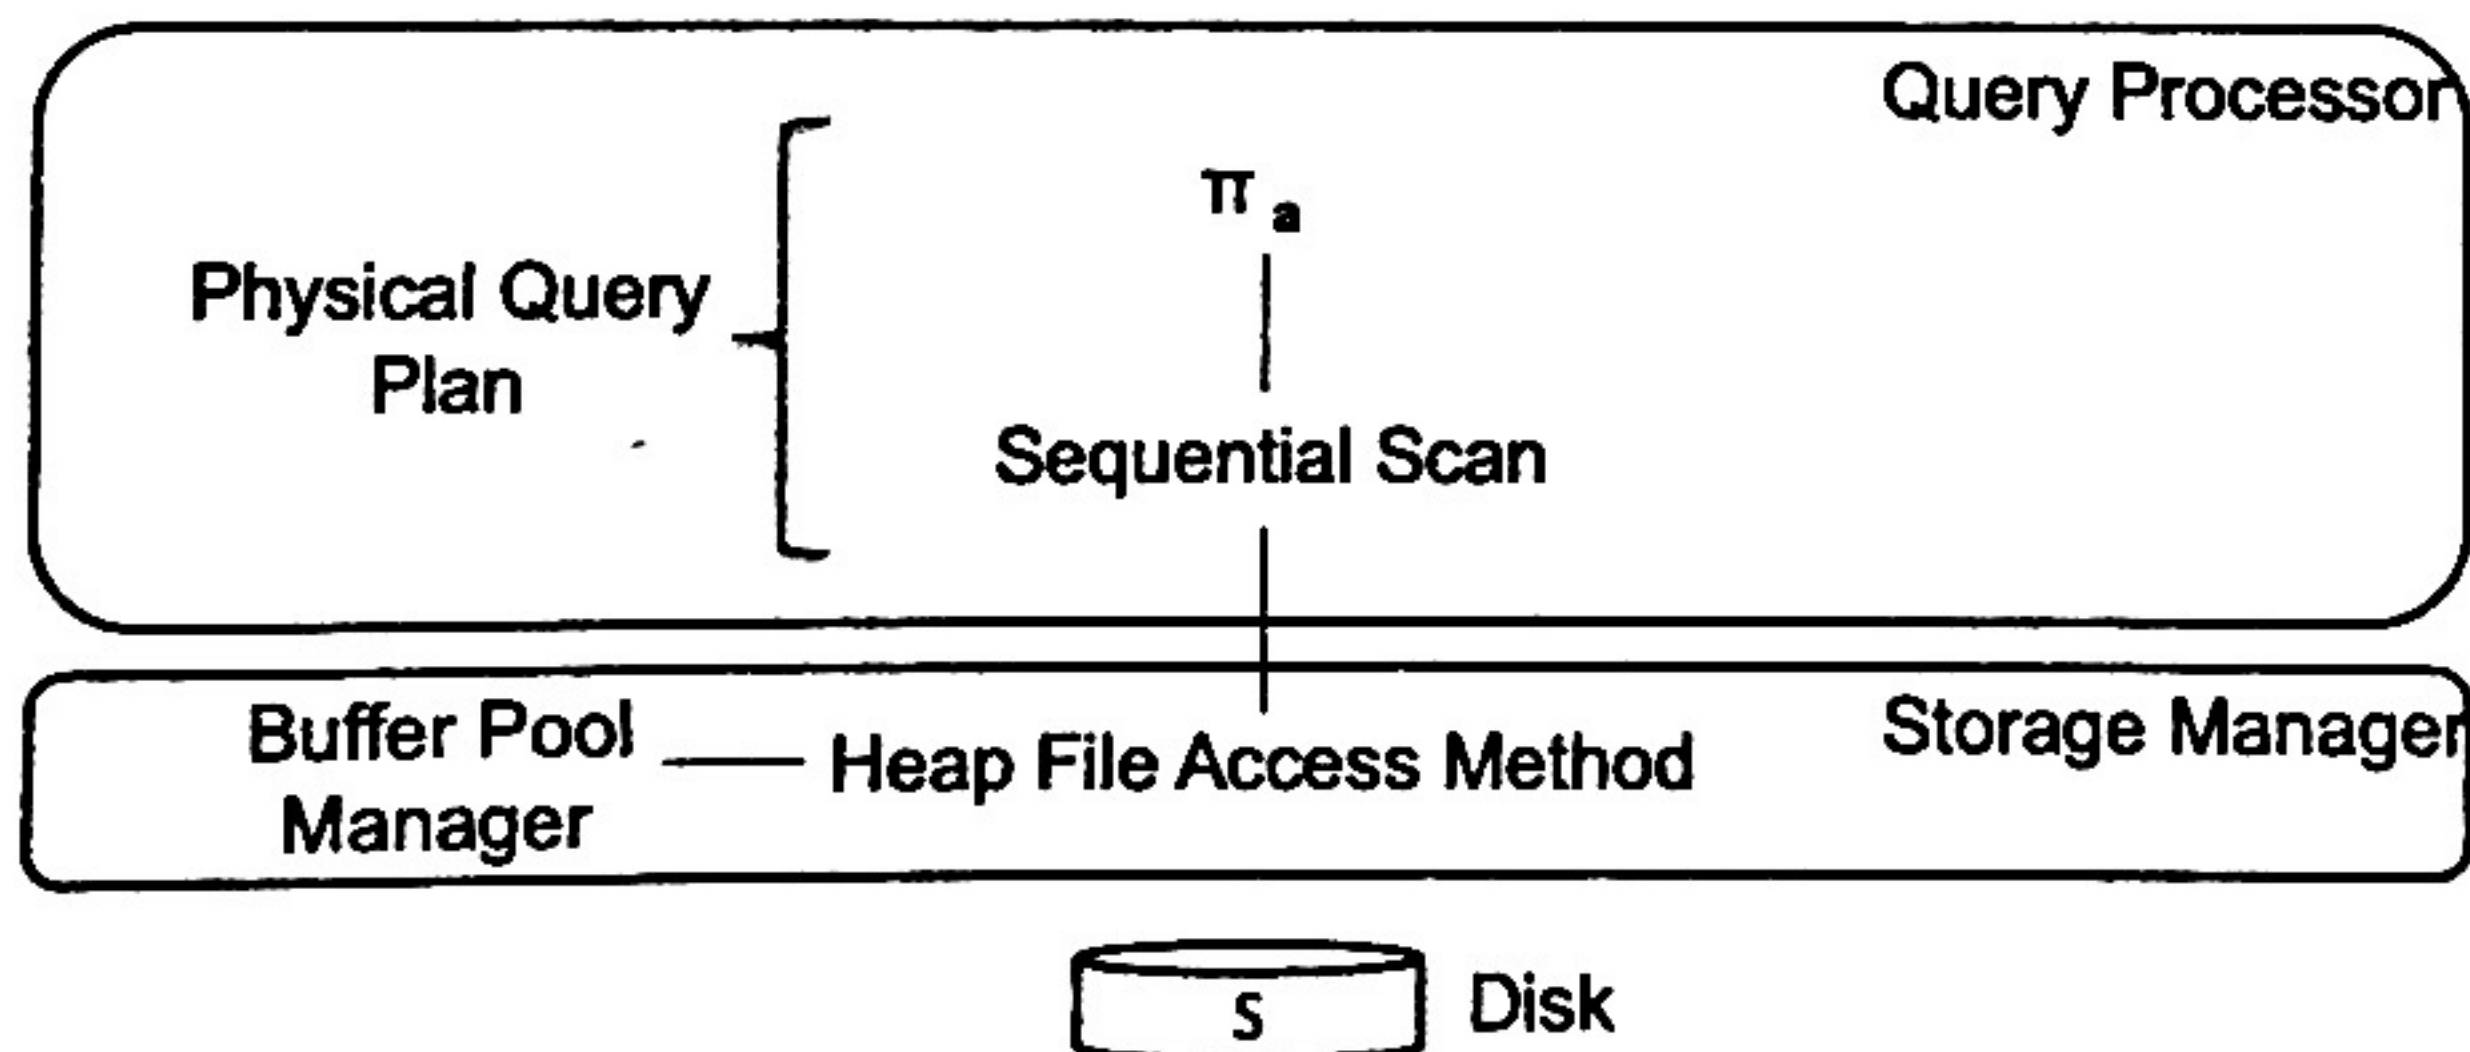 Query Processor
π a
Physical Query
Plan
Sequential Scan
Buffer Pool
Manager
Heap File Access Method
Storage Manager
S
Disk